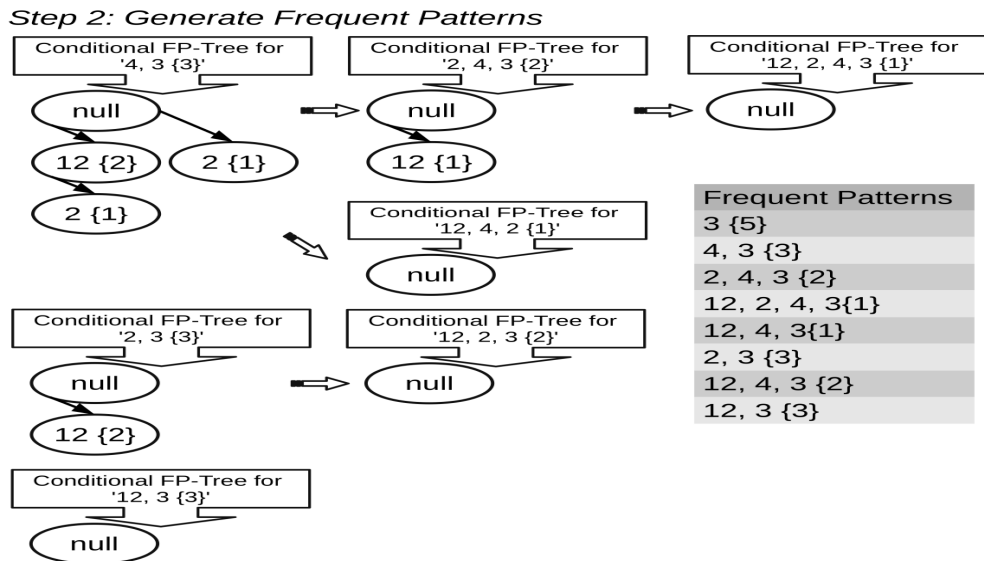 Step 2: Generate Frequent Patterns
Conditional FP-Tree for
'4, 3 {3}'
null
12 {2}
2 {1}
2 {1}
Conditional FP-Tree for
'2, 4, 3 {2}'
null
12 {1}
Conditional FP-Tree for
'12, 2, 4, 3 {1}'
null
Conditional FP-Tree for
'12, 4, 2 {1}'
null
Conditional FP-Tree for
'2, 3 {3}'
null
12 {2}
Conditional FP-Tree for
'12, 2, 3 {2}'
null
Conditional FP-Tree for
'12, 3 {3}'
null
Frequent Patterns
3 {5}
4, 3 {3}
2, 4, 3 {2}
12, 2, 4, 3{1}
12, 4, 3{1}
2, 3 {3}
12, 4, 3 {2}
12, 3 {3}